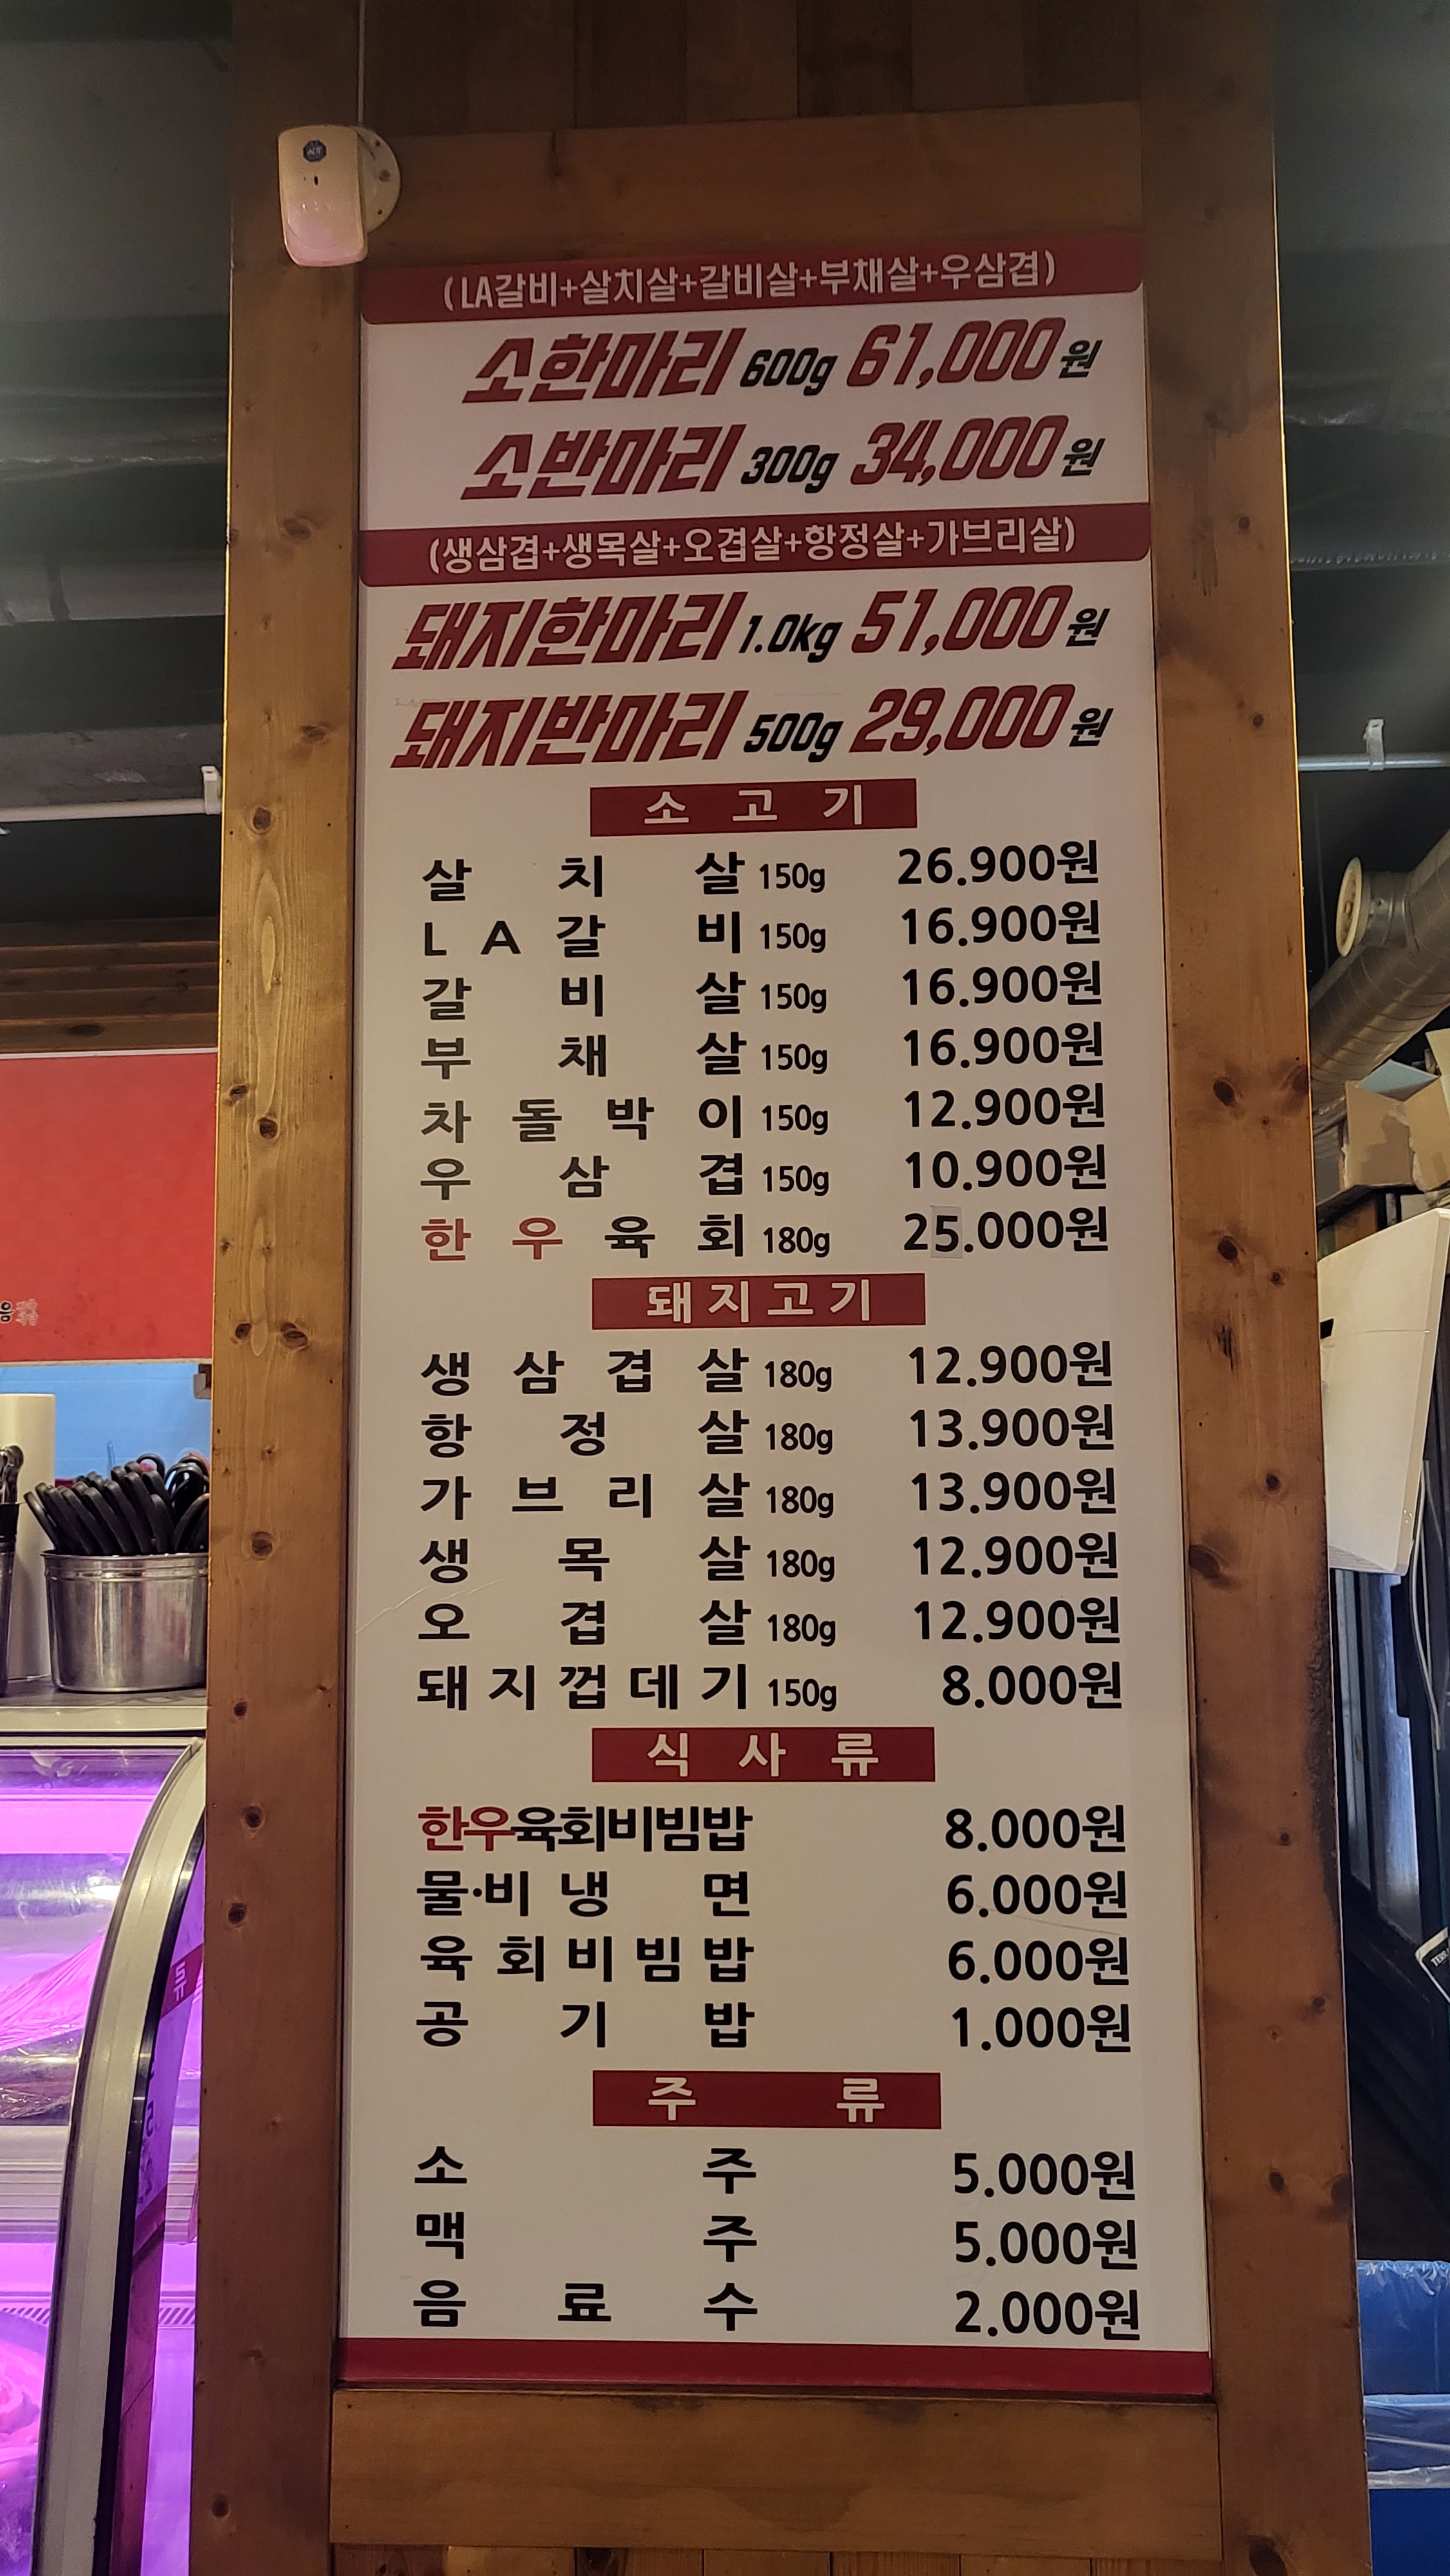 ADT
(LA갈비+살치살+갈비살+부채살+우삼겹)
소한마리 600g 61,000원
소반마리 300g 34,000원
(생삼겹+생목살+오겹살+항정살+가브리살)
돼지한마리 1.0kg 51,000원
돼지반마리 500g 29,000원
소고기
살치살 150g 26.900원
LA갈비 150g 16.900원
갈비살 150g 16.900원
부채살 150g 16.900원
차돌박이 150g 12.900원
우삼겹 150g 10.900원
한우육회 180g 25.000원
돼지고기
생삼겹살 180g 12.900원
항정살 180g 13.900원
가브리살 180g 13.900원
생목살 180g 12.900원
오겹살 180g 12.900원
돼지껍데기 150g 8.000원
식사류
한우육회비빔밥 8.000원
물·비냉면 6.000원
육회비빔밥 6.000원
공기밥 1.000원
주류
소주 5.000원
맥주 5.000원
음료수 2.000원